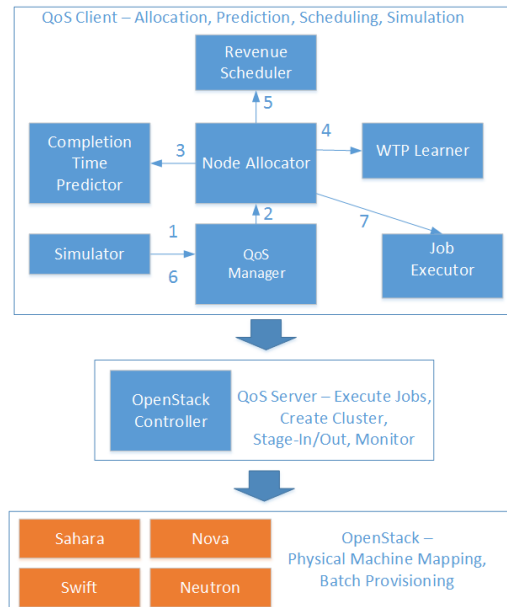 QoS Client – Allocation, Prediction, Scheduling, Simulation
Revenue
Scheduler
5
4
Completion
Time
Predictor
3
Node Allocator
WTP Learner
2
7
1
Simulator
6
QoS
Manager
Job
Executor
OpenStack
Controller
QoS Server – Execute Jobs,
Create Cluster,
Stage-In/Out, Monitor
Sahara
Nova
Swift
Neutron
OpenStack –
Physical Machine Mapping,
Batch Provisioning